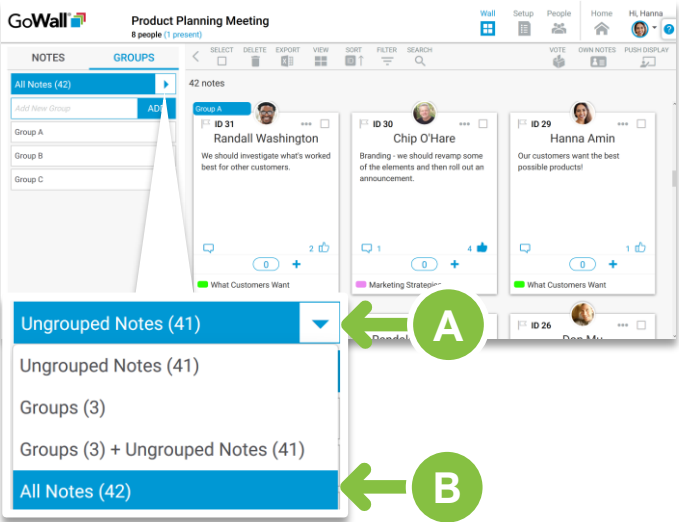 GoWall
Product Planning Meeting
8 people (1 present)
Wall
Setup
People
Home
Hi, Hanna
?
NOTES
GROUPS
SELECT
DELETE
EXPORT
VIEW
SORT
FILTER
SEARCH
VOTE
OWN NOTES
PUSH DISPLAY
All Notes (42)
42 notes
Add New Group
Group A
Group B
Group C
Group A
ID 31
Randall Washington
We should investigate what's worked
best for other customers.
2
0
+
What Customers Want
ID 30
Chip O'Hare
Branding - we should revamp some
of the elements and then roll out an
announcement.
1
4
0
+
Marketing Strategies
ID 29
Hanna Amin
Our customers want the best
possible products!
1
0
+
What Customers Want
ID 26
Ungrouped Notes (41)
A
Ungrouped Notes (41)
Groups (3)
Groups (3) + Ungrouped Notes (41)
All Notes (42)
B